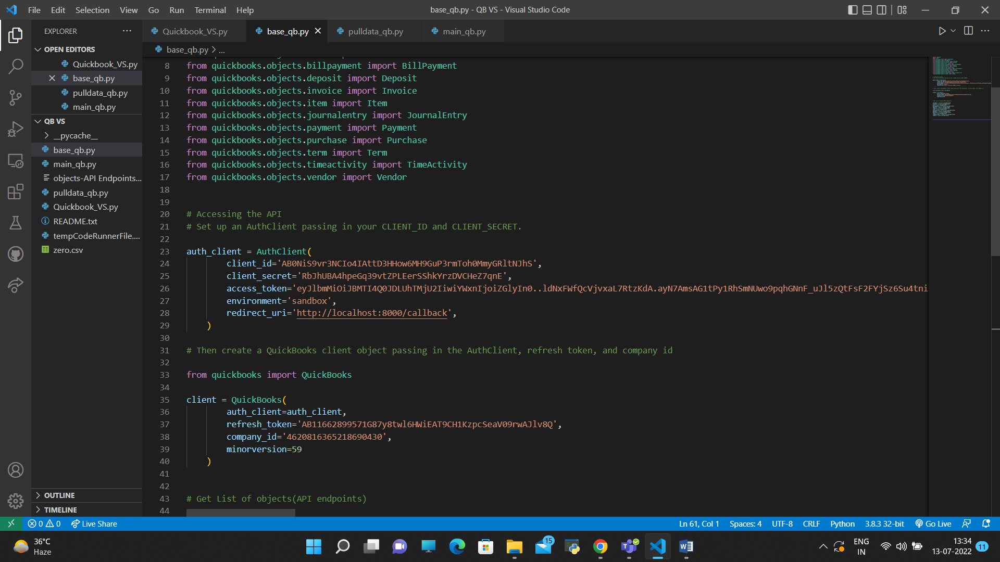 File Edit Selection View Go Run Terminal Help
base_qb.py - QB VS - Visual Studio Code
EXPLORER
OPEN EDITORS
Quickbook_VS.py
base_qb.py
pulldata_qb.py
main_qb.py
QB VS
__pycache__
base_qb.py
main_qb.py
objects-API Endpoints...
pulldata_qb.py
Quickbook_VS.py
README.txt
tempCodeRunnerFile....
zero.csv
OUTLINE
TIMELINE
Quickbook_VS.py base_qb.py pulldata_qb.py main_qb.py
base_qb.py > ...
8 from quickbooks.objects.billpayment import BillPayment
9 from quickbooks.objects.deposit import Deposit
10 from quickbooks.objects.invoice import Invoice
11 from quickbooks.objects.item import Item
12 from quickbooks.objects.journalentry import JournalEntry
13 from quickbooks.objects.payment import Payment
14 from quickbooks.objects.purchase import Purchase
15 from quickbooks.objects.term import Term
16 from quickbooks.objects.timeactivity import TimeActivity
17 from quickbooks.objects.vendor import Vendor
18
19
20 # Accessing the API
21 # Set up an AuthClient passing in your CLIENT_ID and CLIENT_SECRET.
22
23 auth_client = AuthClient(
24 client_id='AB0NiS9vr3NCIo4IAttD3HHow6MH9GuP3rmToh0MmyGRltNJhS',
25 client_secret='RbJhUBA4hpeGq39vtZPLEerSShkYrzDVCHeZ7qnE',
26 access_token='eyJlbmMiOiJBMTI4Q0JDLUhTMjU2IiwiYWxnIjoiZGlyIn0..ldNxFWfQcVjvxaL7RtzKdA.ayN7AmsAG1tPy1RhSmNUwo9pqhGNnF_uJl5zQtFsF2FYjSz6Su4tni
27 environment='sandbox',
28 redirect_uri='http://localhost:8000/callback',
29 )
30
31 # Then create a QuickBooks client object passing in the AuthClient, refresh token, and company id
32
33 from quickbooks import QuickBooks
34
35 client = QuickBooks(
36 auth_client=auth_client,
37 refresh_token='AB11662899571G87y8twl6HWiEAT9CH1KzpcSeaV09rwAJlv8Q',
38 company_id='4620816365218690430',
39 minorversion=59
40 )
41
42
43 # Get List of objects(API endpoints)
44
0 0 Live Share
Ln 61, Col 1 Spaces: 4 UTF-8 CRLF Python 3.8.3 32-bit Go Live
36°C
Haze
15
ENG
IN
13:34
13-07-2022
11